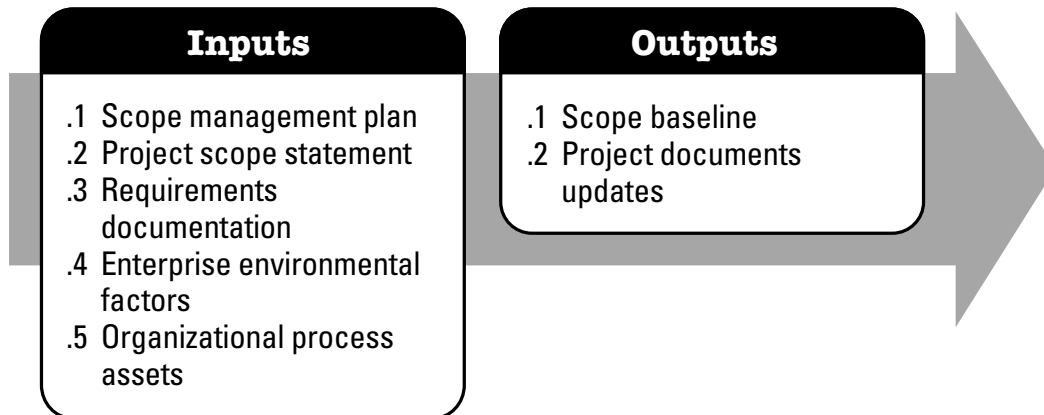 Inputs
.1 Scope management plan
.2 Project scope statement
.3 Requirements
documentation
.4 Enterprise environmental
factors
.5 Organizational process
assets
Outputs
.1 Scope baseline
.2 Project documents
updates